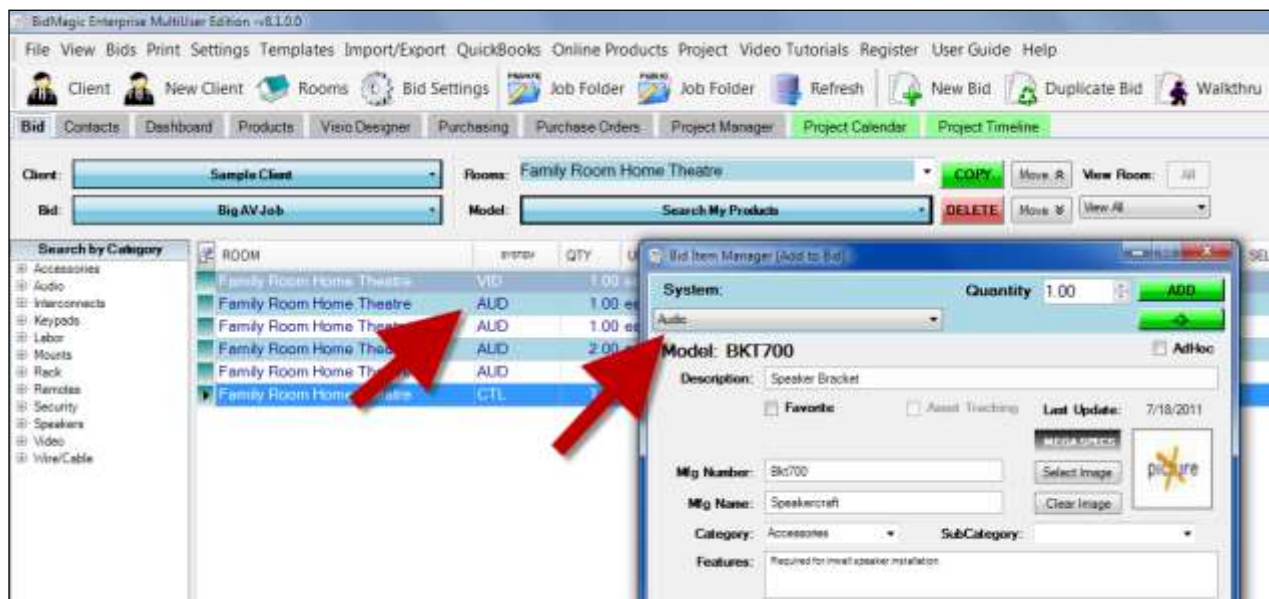 BidMagic Enterprise MultiUser Edition -v8.1.0.0
File View Bids Print Settings Templates Import/Export QuickBooks Online Products Project Video Tutorials Register User Guide Help
Client New Client Rooms Bid Settings PRIVATE Job Folder PUBLIC Job Folder Refresh New Bid Duplicate Bid Walkthru
Bid Contacts Dashboard Products Visio Designer Purchasing Purchase Orders Project Manager Project Calendar Project Timeline
Client: Sample Client Rooms: Family Room Home Theatre COPY Move View Room: All
Bid: Big AV Job Model: Search My Products DELETE Move View All
Search by Category
Accessories
Audio
Interconnects
Keypads
Labor
Mounts
Rack
Remotes
Security
Speakers
Video
Wire/Cable
ROOM SYSTEM QTY U SEL
Family Room Home Theatre VID 1.00
Family Room Home Theatre AUD 1.00 ee
Family Room Home Theatre AUD 1.00
Family Room Home Theatre AUD 2.00
Family Room Home AUD
Family Room Home Theatre CTL
Bid Item Manager (Add to Bid)
System: Quantity 1.00 ADD
Audio
Model: BKT700 AdHoc
Description: Speaker Bracket
Favorite Asset Tracking Last Update: 7/18/2011
MEGA SPECS
Mfg Number: Bkt700 Select Image picture
Mfg Name: Speakercraft Clear Image
Category: Accessories SubCategory:
Features: Required for inwall speaker installation